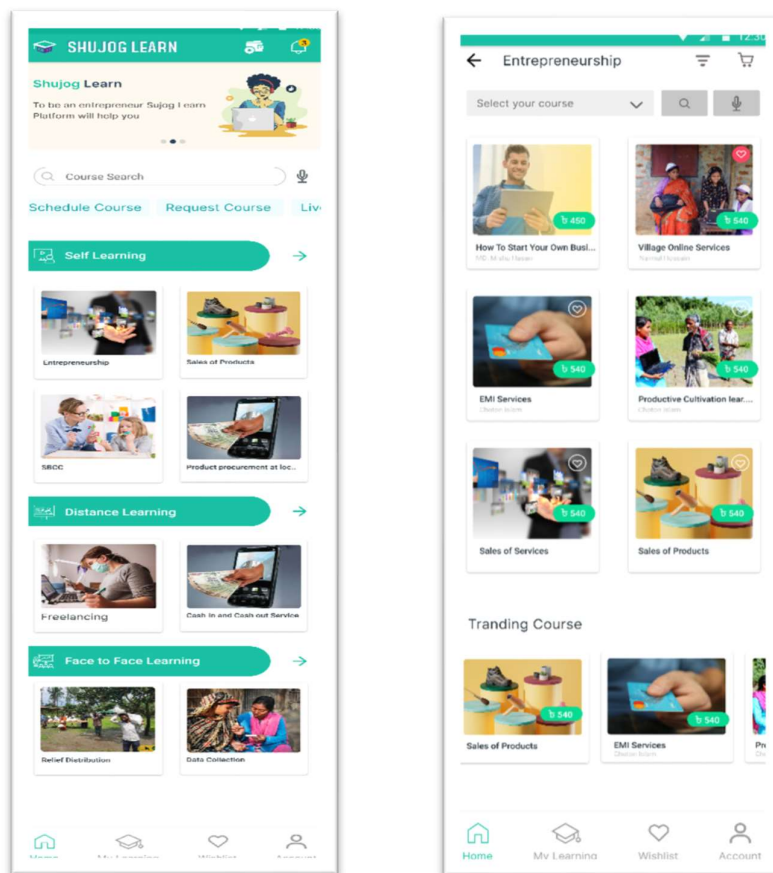 SHUJOG LEARN
3
Shujog Learn
To be an entrepreneur Sujog Learn
Platform will help you
Course Search
Schedule Course Request Course Liv
Self Learning
Entrepreneurship
Sales of Products
SBCC
Product procurement at loc...
Distance Learning
Freelancing
Cash in and Cash out Service
Face to Face Learning
Relief Distribution
Data Collection
Home My Learning Wishlist Account
12:30
Entrepreneurship
Select your course
৳ 450
৳ 540
How To Start Your Own Busi...
Village Online Services
৳ 540
৳ 540
EMI Services
Productive Cultivation lear....
৳ 540
৳ 540
Sales of Services
Sales of Products
Tranding Course
৳ 540
৳ 540
Sales of Products
EMI Services
Home My Learning Wishlist Account